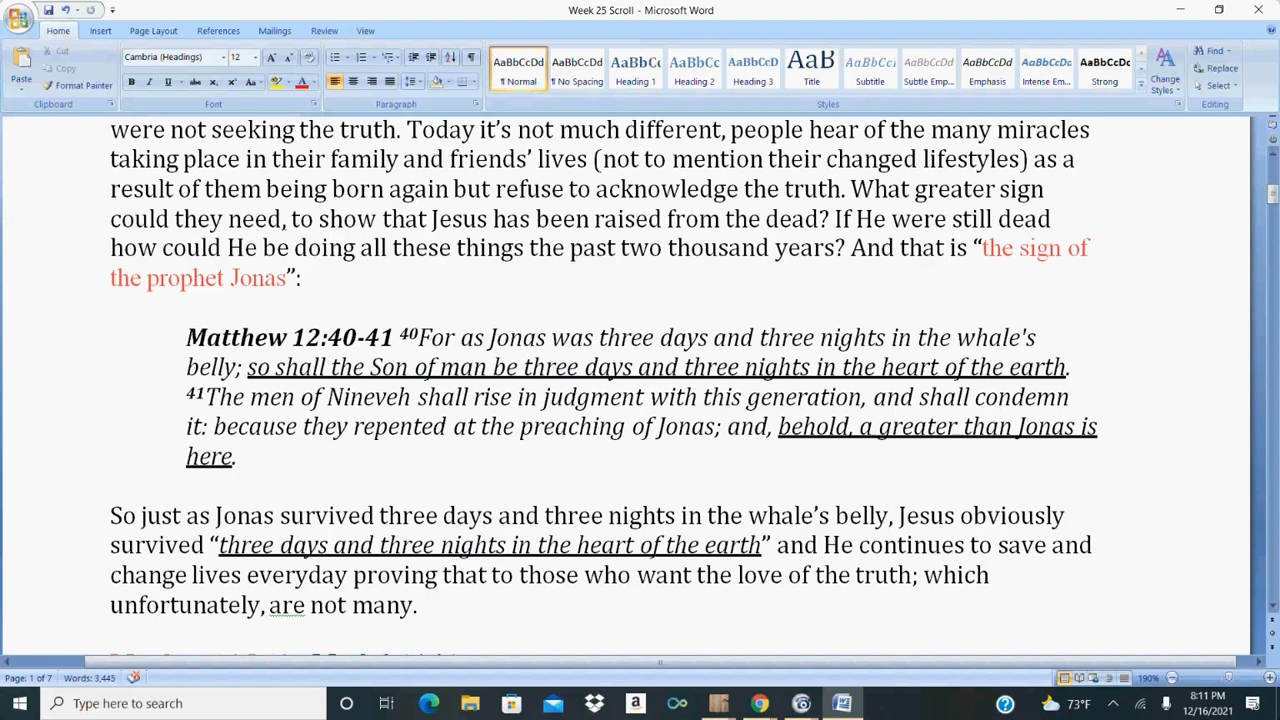 Week 25 Scroll - Microsoft Word
Home Insert Page Layout References Mailings Review View
Paste
Cut
Copy
Format Painter
Clipboard
Cambria (Headings) 12
Font
Paragraph
AaBbCcDd AaBbCcDd AaBbC AaBbCc AaBbCcD AaB AaBbCcDd AaBbCcDd AaBbCcDd AaBbCcDd AaBbCcDc
¶ Normal ¶ No Spacing Heading 1 Heading 2 Heading 3 Title Subtitle Subtle Emp... Emphasis Intense Em... Strong
Styles
Change
Styles
Find
Replace
Select
Editing
were not seeking the truth. Today it’s not much different, people hear of the many miracles
taking place in their family and friends’ lives (not to mention their changed lifestyles) as a
result of them being born again but refuse to acknowledge the truth. What greater sign
could they need, to show that Jesus has been raised from the dead? If He were still dead
how could He be doing all these things the past two thousand years? And that is “the sign of
the prophet Jonas”:
Matthew 12:40-41 40For as Jonas was three days and three nights in the whale's
belly; so shall the Son of man be three days and three nights in the heart of the earth.
41The men of Nineveh shall rise in judgment with this generation, and shall condemn
it: because they repented at the preaching of Jonas; and, behold, a greater than Jonas is
here.
So just as Jonas survived three days and three nights in the whale’s belly, Jesus obviously
survived “three days and three nights in the heart of the earth” and He continues to save and
change lives everyday proving that to those who want the love of the truth; which
unfortunately, are not many.
Page: 1 of 7 Words: 3,445
190%
Type here to search
73°F
8:11 PM
12/16/2021